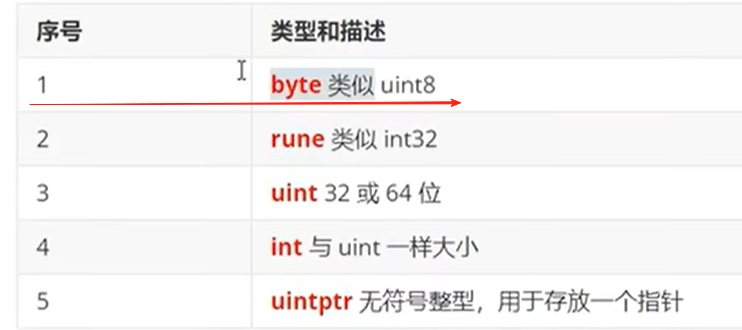 序号 类型和描述
1 byte 类似 uint8
2 rune 类似 int32
3 uint 32 或 64 位
4 int 与 uint 一样大小
5 uintptr 无符号整型，用于存放一个指针